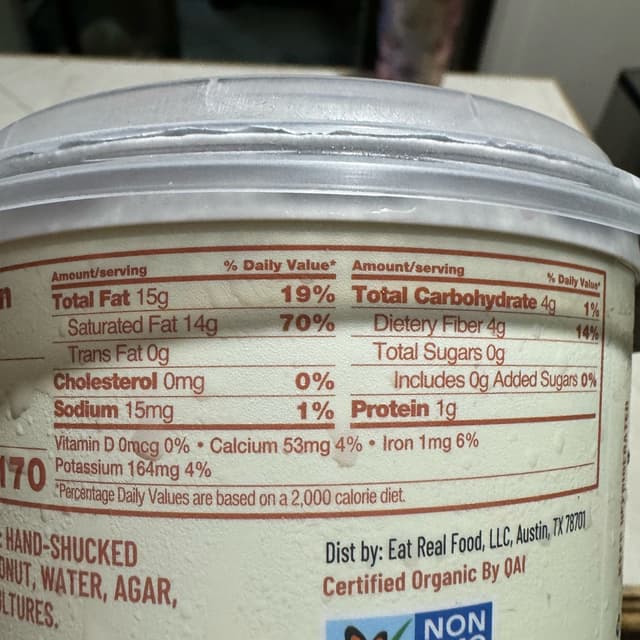 Amount/serving % Daily Value* Amount/serving % Daily Value*
Total Fat 15g 19% Total Carbohydrate 4g 1%
Saturated Fat 14g 70% Dietery Fiber 4g 14%
Trans Fat 0g Total Sugars 0g
Cholesterol 0mg 0% Includes 0g Added Sugars 0%
Sodium 15mg 1% Protein 1g
Vitamin D 0mcg 0% • Calcium 53mg 4% • Iron 1mg 6%
170 Potassium 164mg 4%
*Percentage Daily Values are based on a 2,000 calorie diet.
HAND-SHUCKED
ONUT, WATER, AGAR,
LTURES.
Dist by: Eat Real Food, LLC, Austin, TX 78701
Certified Organic By QAI
NON